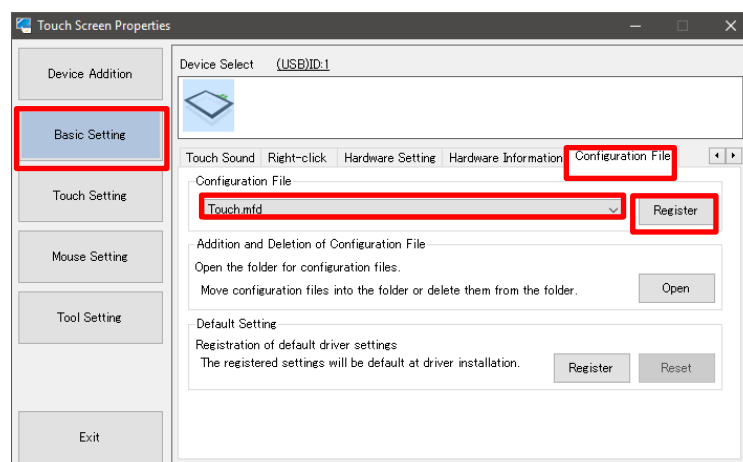 Touch Screen Properties
Device Addition
Basic Setting
Touch Setting
Mouse Setting
Tool Setting
Exit
Device Select (USB)ID:1
Touch Sound Right-click Hardware Setting Hardware Information Configuration File
Configuration File
Touch.mfd
Register
Addition and Deletion of Configuration File
Open the folder for configuration files.
Move configuration files into the folder or delete them from the folder.
Open
Default Setting
Registration of default driver settings
The registered settings will be default at driver installation.
Register
Reset